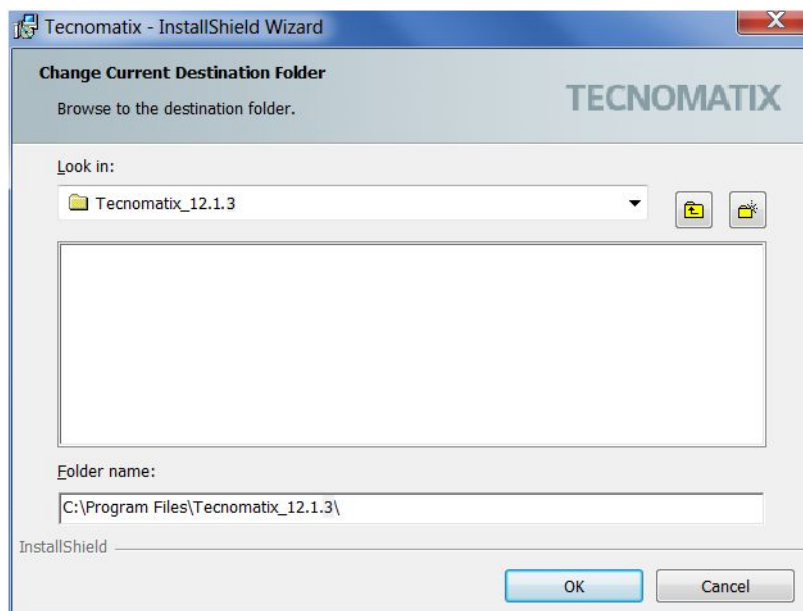 Tecnomatix - InstallShield Wizard
Change Current Destination Folder
Browse to the destination folder.
TECNOMATIX
Look in:
Tecnomatix_12.1.3
Folder name:
C:\Program Files\Tecnomatix_12.1.3\
InstallShield
OK
Cancel